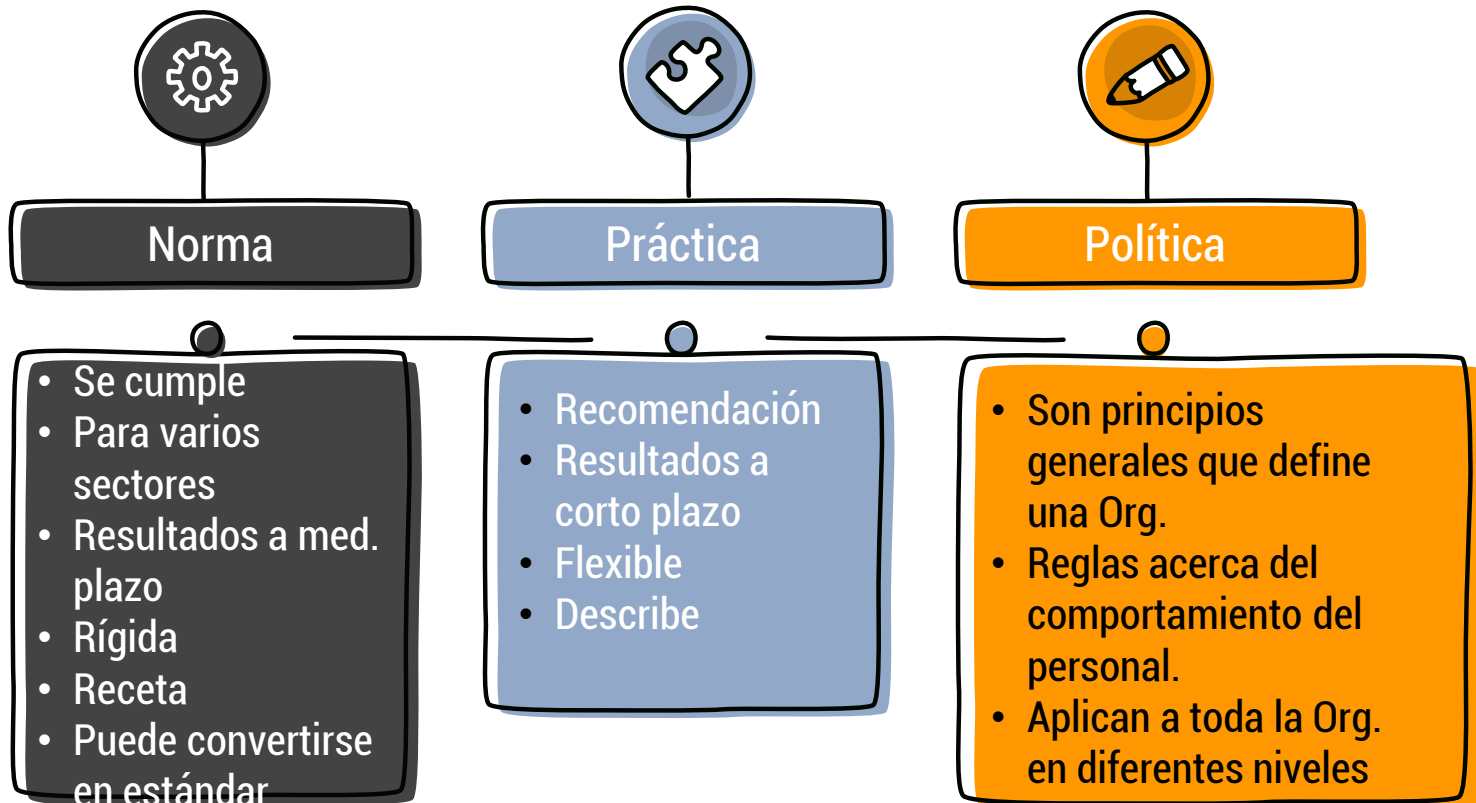 Norma
Práctica
Política
• Se cumple
• Para varios
sectores
• Resultados a med.
plazo
• Rígida
• Receta
• Puede convertirse
en estándar
• Recomendación
• Resultados a
corto plazo
• Flexible
• Describe
• Son principios
generales que define
una Org.
• Reglas acerca del
comportamiento del
personal.
• Aplican a toda la Org.
en diferentes niveles